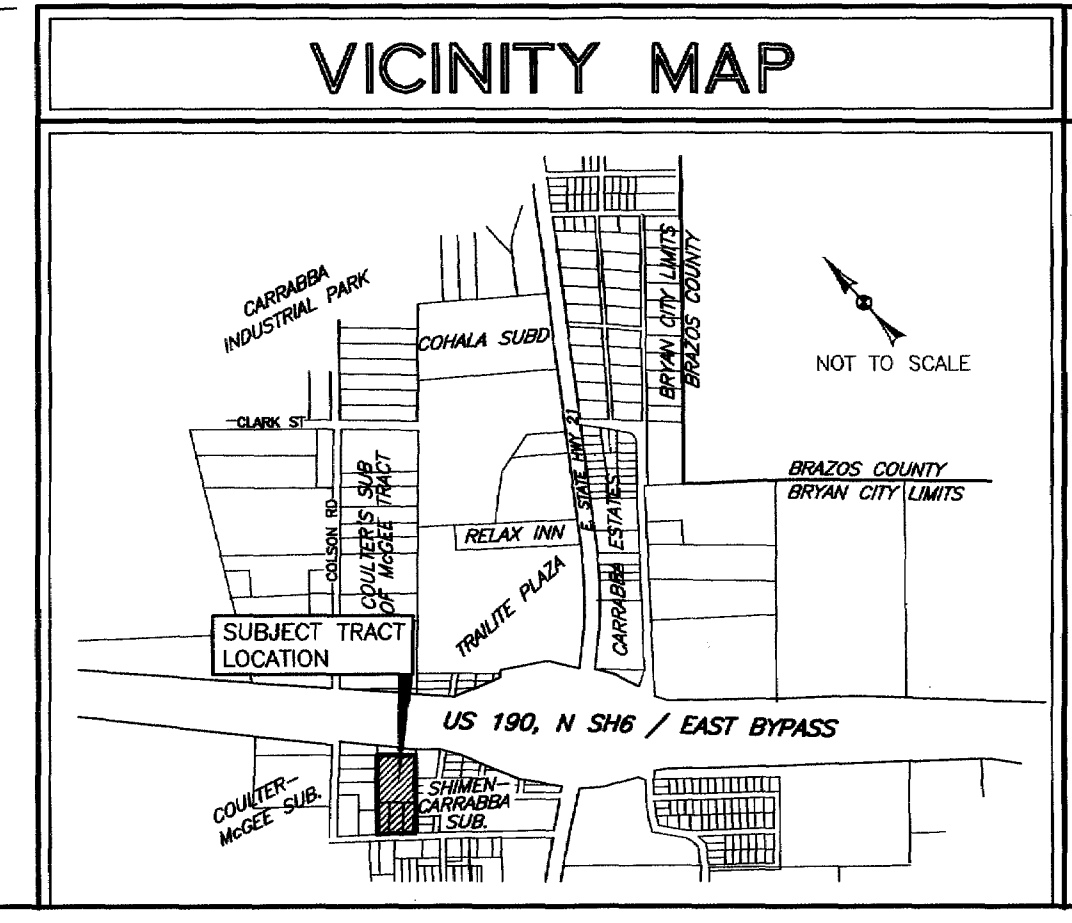 VICINITY MAP
CARRABBA
INDUSTRIAL PARK
COHALA SUBD
BRYAN CITY LIMITS
BRAZOS COUNTY
NOT TO SCALE
CLARK ST
E. STATE HWY 21
COLSON RD
COULTER'S SUB
OF McGEE TRACT
BRAZOS COUNTY
BRYAN CITY LIMITS
RELAX INN
TRAILITE PLAZA
CARRABBA ESTATES
SUBJECT TRACT
LOCATION
US 190, N SH6 / EAST BYPASS
COULTER-
McGEE SUB.
SHIMEN-
CARRABBA
SUB.